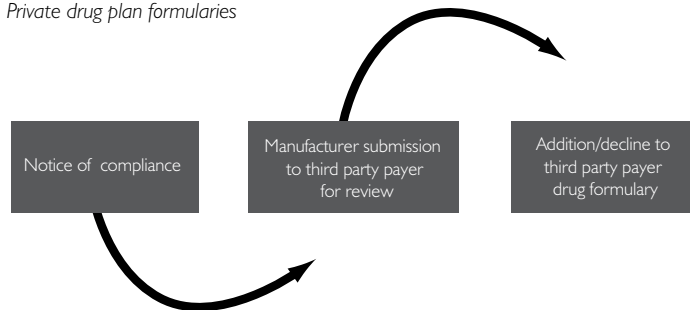 Private drug plan formularies
Notice of compliance
Manufacturer submission
to third party payer
for review
Addition/decline to
third party payer
drug formulary